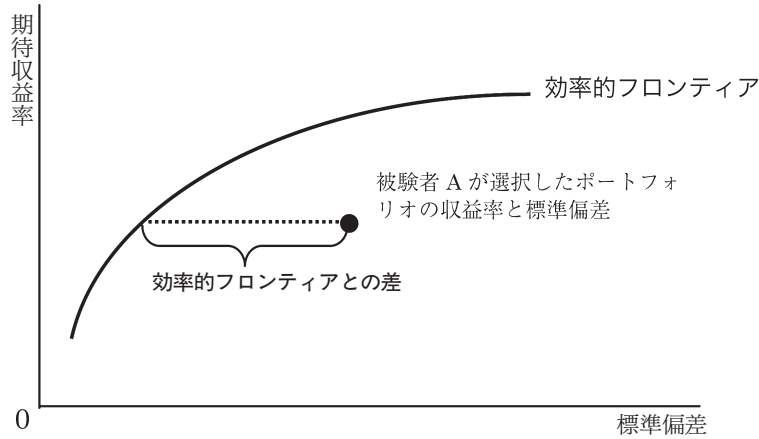 期待収益率
効率的フロンティア
被験者 A が選択したポートフォ
リオの収益率と標準偏差
効率的フロンティアとの差
0
標準偏差